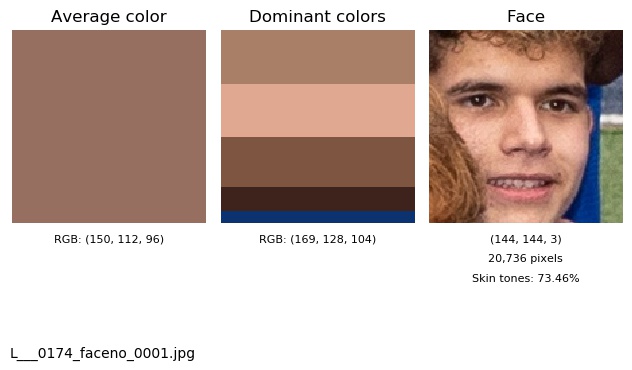 Average color
Dominant colors
Face
RGB: (150, 112, 96)
RGB: (169, 128, 104)
(144, 144, 3)
20,736 pixels
Skin tones: 73.46%
L___0174_faceno_0001.jpg